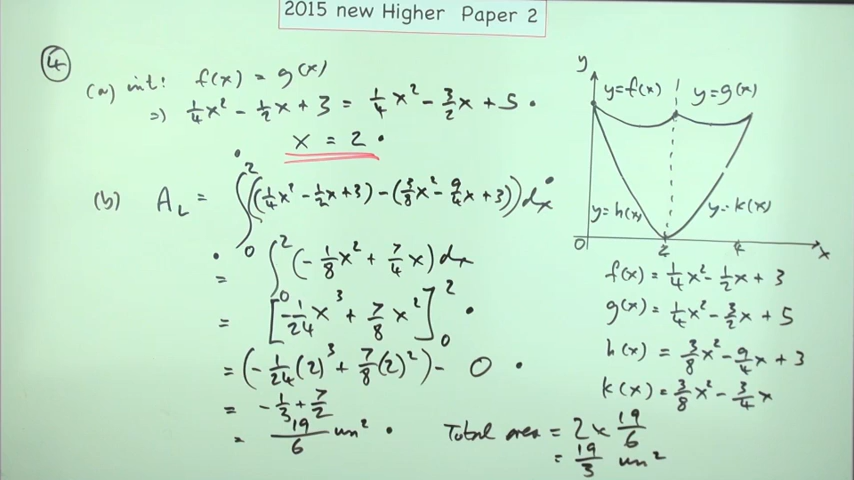 2015 new Higher Paper 2
4
(a) int: f(x) = g(x)
⇒) 1/4x² - 1/2x + 3 = 1/4x² - 3/2x + 5 .
x = 2 .
(b) A_L = ∫₀² ((1/4x² - 1/2x + 3) - (3/8x² - 9/4x + 3)) dx
= ∫₀² (-1/8x² + 7/4x) dx
= [-1/24x³ + 7/8x²]₀² .
= (-1/24(2)³ + 7/8(2)²) - 0 .
= -1/3 + 7/2
= 19/6 un² .
Total area = 2 x 19/6
= 19/3 un²
y
y = f(x) y = g(x)
y = h(x) y = k(x)
0 2 4 x
f(x) = 1/4x² - 1/2x + 3
g(x) = 1/4x² - 3/2x + 5
h(x) = 3/8x² - 9/4x + 3
k(x) = 3/8x² - 3/4x